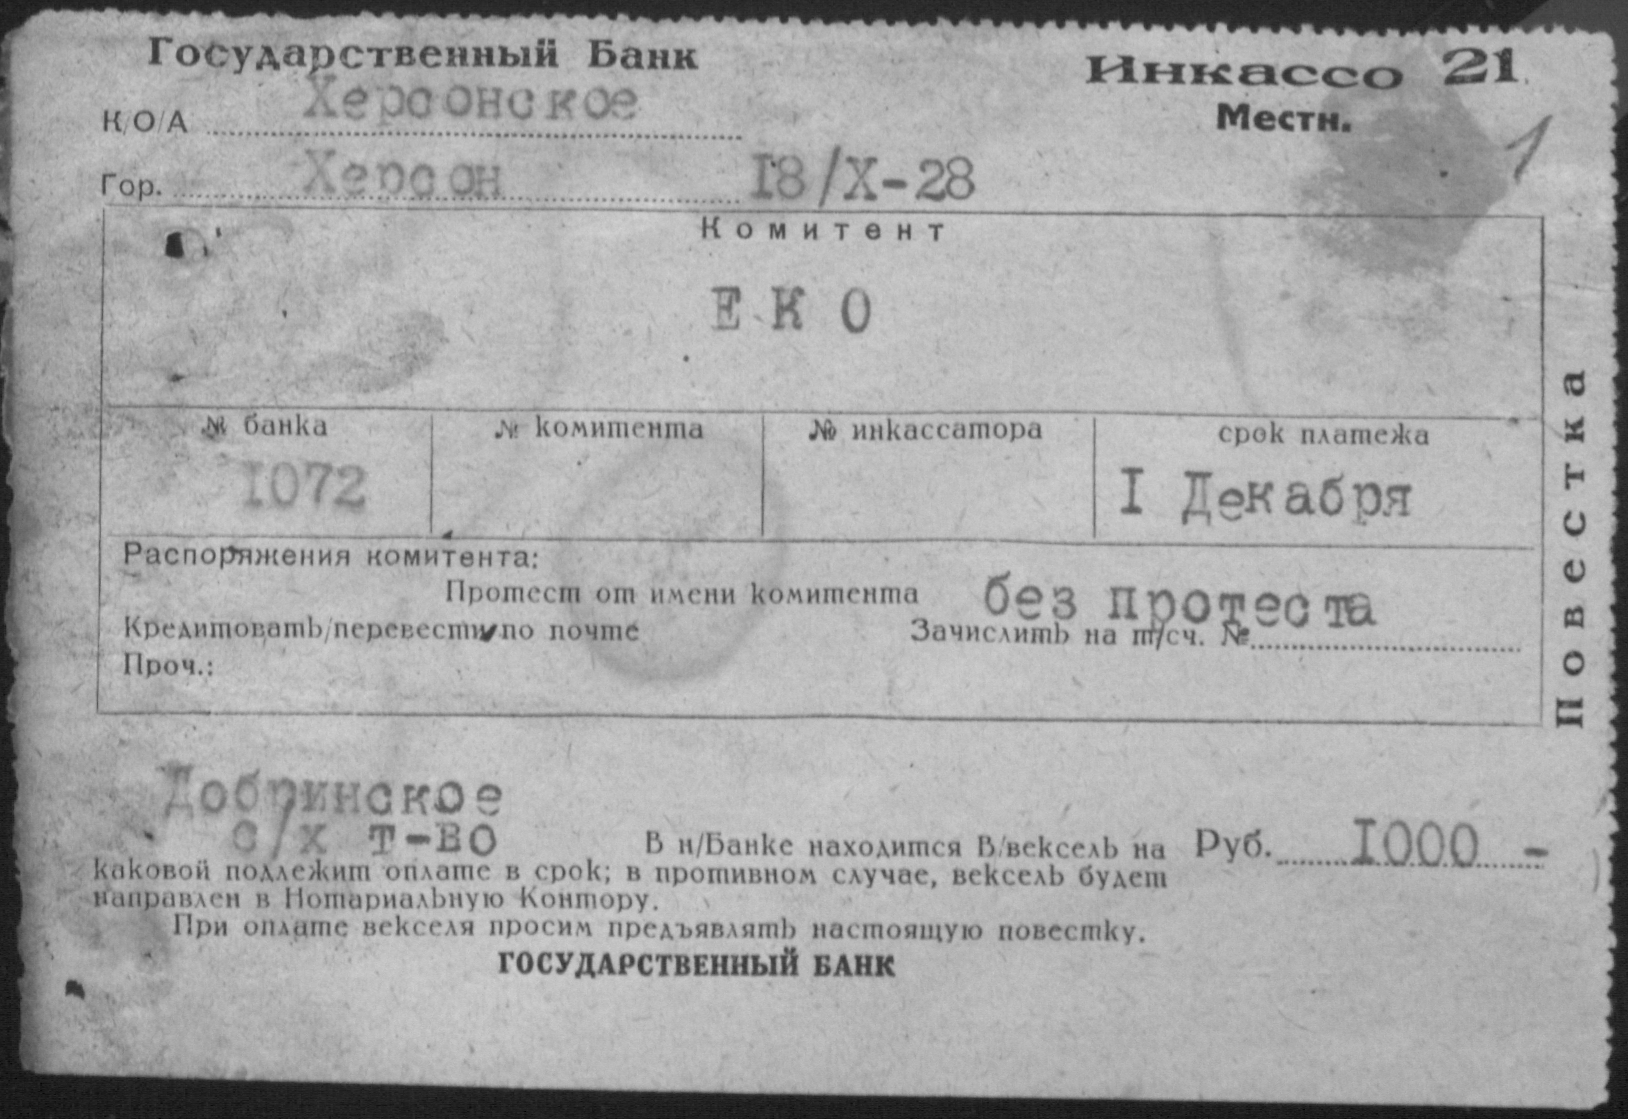 Государственный Банк
Инкассо 21
Местн.
1
К/О/А Херсонское
Гор. Херсон 18/X-28
Комитент
ЕКО
№ банка № комитента № инкассатора срок платежа
1072 I Декабря
Распоряжения комитента:
Протест от имени комитента без протеста
Кредитовать/перевести/по почте Зачислить на т/сч. №
Проч.:
Повестка
Добринское
с/х т-во
В н/Банке находится В/вексель на Руб. 1000 -
каковой подлежит оплате в срок; в противном случае, вексель будет
направлен в Нотариальную Контору.
При оплате векселя просим предъявлять настоящую повестку.
ГОСУДАРСТВЕННЫЙ БАНК